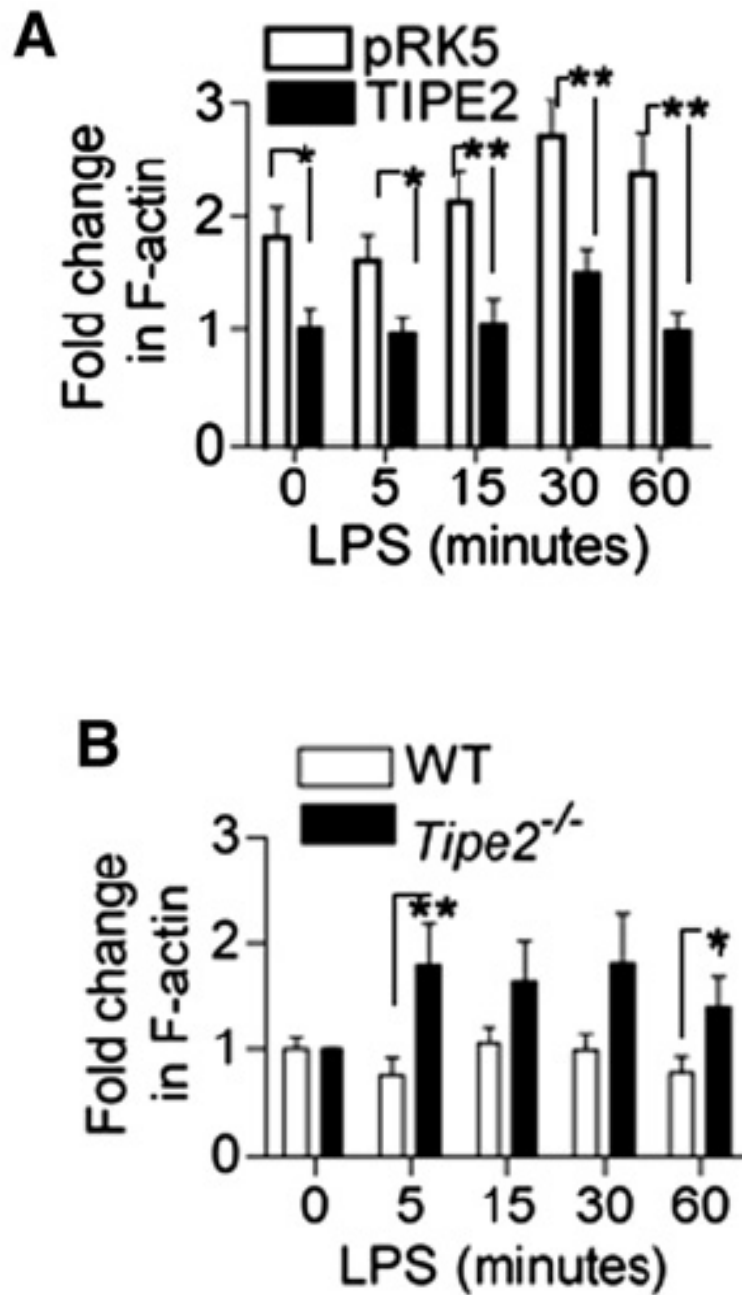 A
pRK5
TIPE2
Fold change
in F-actin
3
2
1
0
* * ** ** **
0 5 15 30 60
LPS (minutes)
B
WT
Tipe2-/-
Fold change
in F-actin
3
2
1
0
** *
0 5 15 30 60
LPS (minutes)